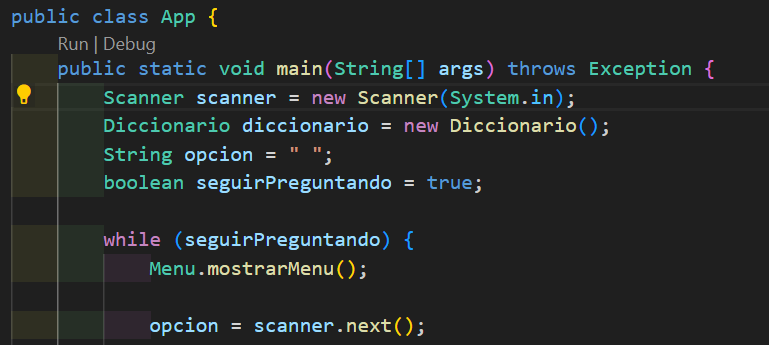 public class App {
Run | Debug
public static void main(String[] args) throws Exception {
Scanner scanner = new Scanner(System.in);
Diccionario diccionario = new Diccionario();
String opcion = " ";
boolean seguirPreguntando = true;
while (seguirPreguntando) {
Menu.mostrarMenu();
opcion = scanner.next();